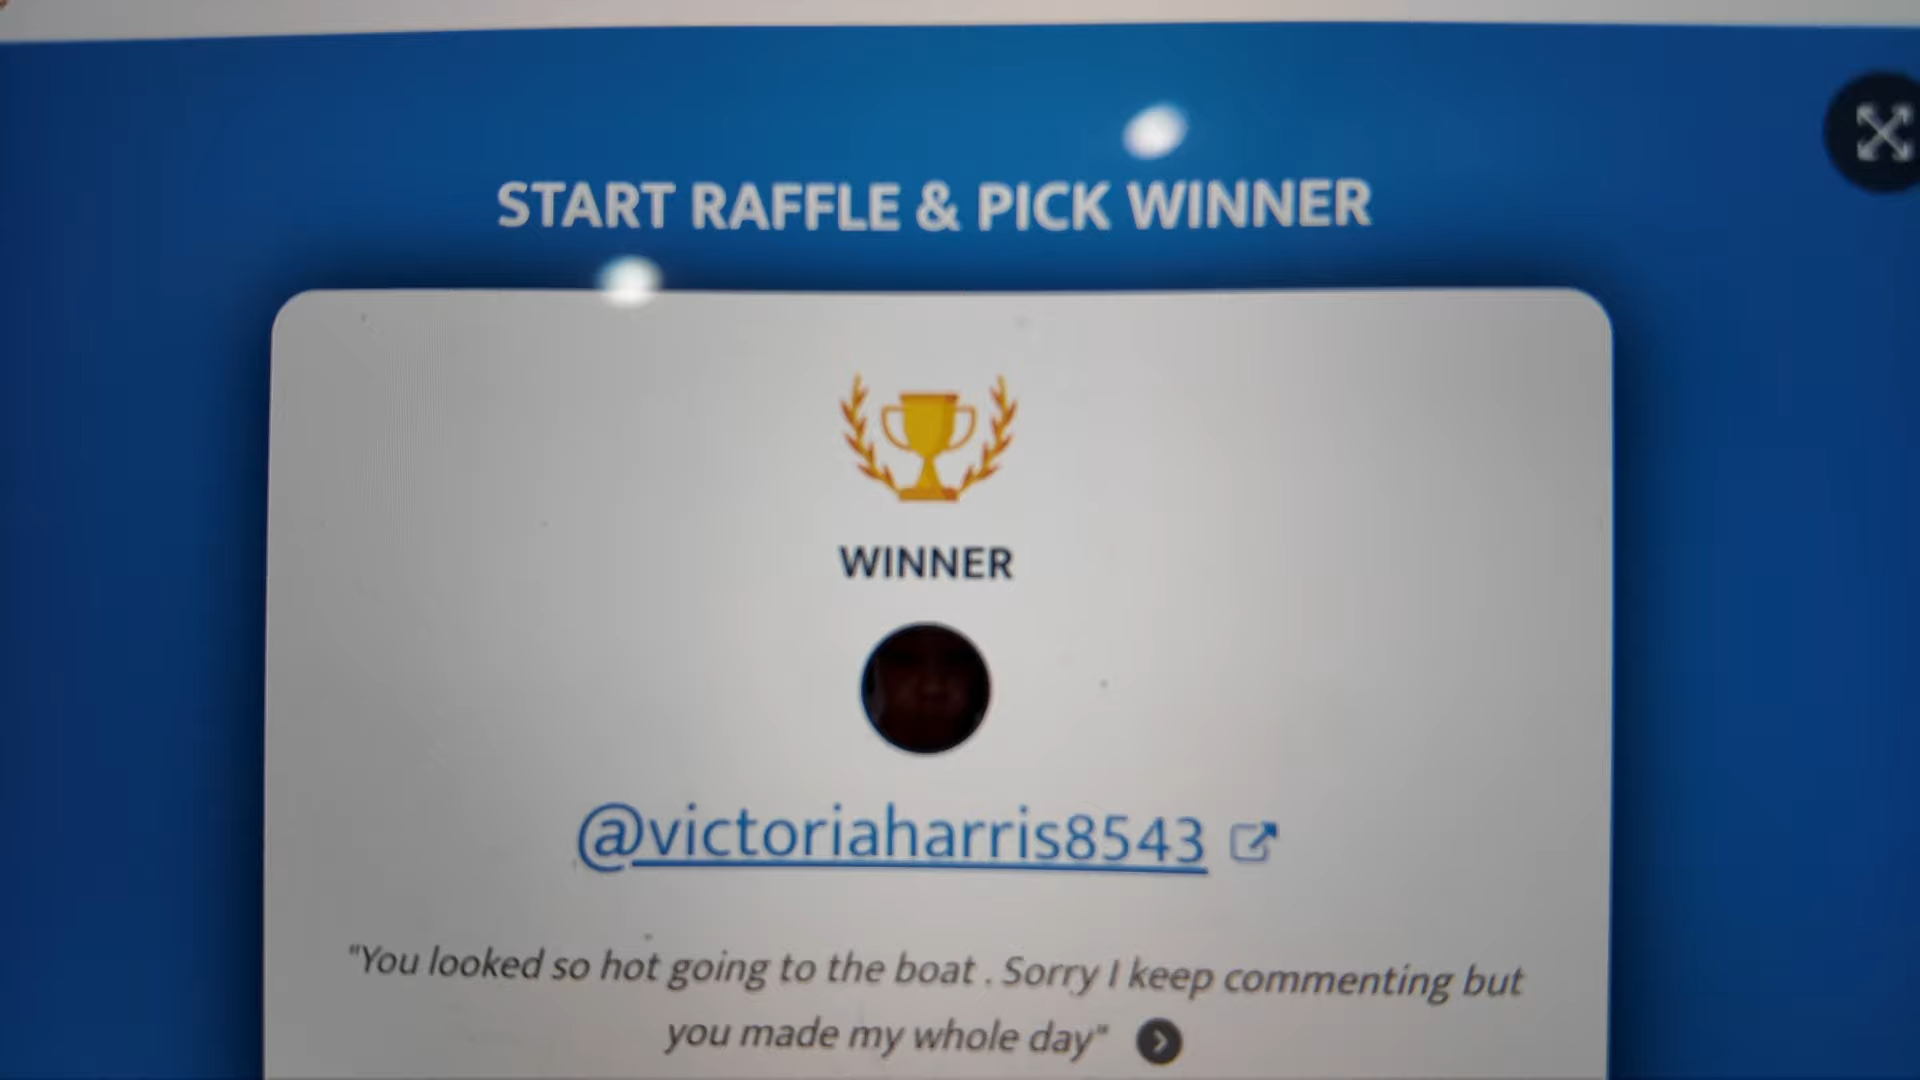 START RAFFLE & PICK WINNER
WINNER
@victoriaharris8543
"You looked so hot going to the boat . Sorry I keep commenting but
you made my whole day"